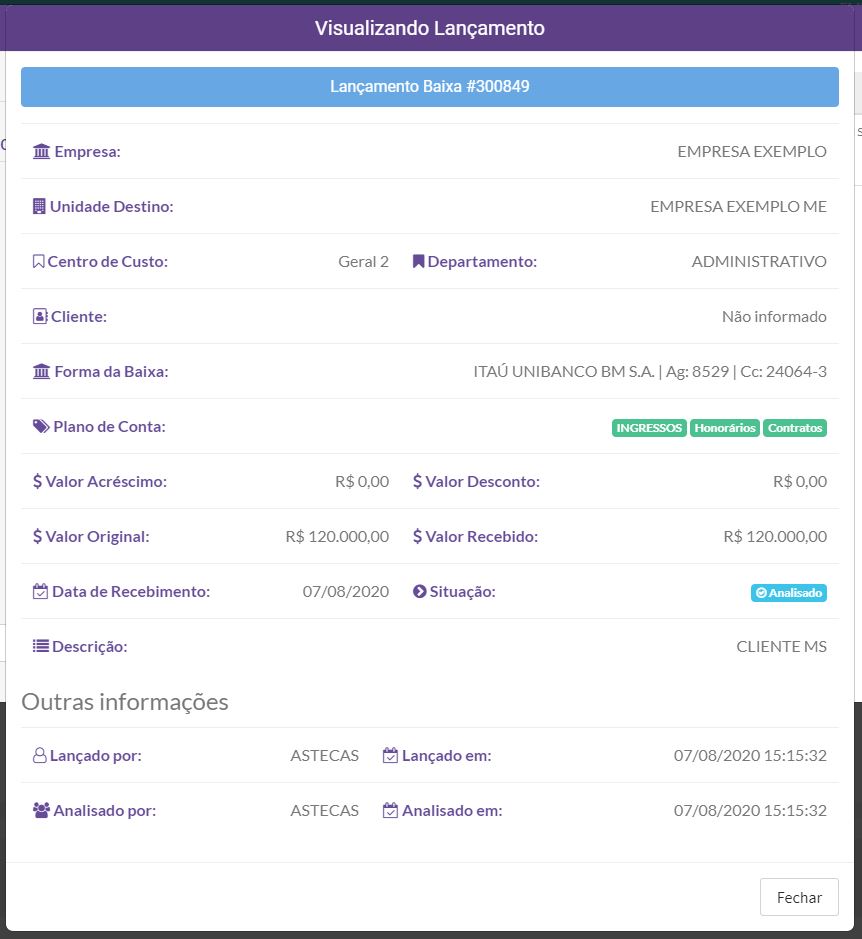 Visualizando Lançamento
Lançamento Baixa #300849
Empresa: EMPRESA EXEMPLO
Unidade Destino: EMPRESA EXEMPLO ME
Centro de Custo: Geral 2 Departamento: ADMINISTRATIVO
Cliente: Não informado
Forma da Baixa: ITAÚ UNIBANCO BM S.A. | Ag: 8529 | Cc: 24064-3
Plano de Conta: INGRESSOS Honorários Contratos
$ Valor Acréscimo: R$ 0,00 $ Valor Desconto: R$ 0,00
$ Valor Original: R$ 120.000,00 $ Valor Recebido: R$ 120.000,00
Data de Recebimento: 07/08/2020 Situação: Analisado
Descrição: CLIENTE MS
Outras informações
Lançado por: ASTECAS Lançado em: 07/08/2020 15:15:32
Analisado por: ASTECAS Analisado em: 07/08/2020 15:15:32
Fechar